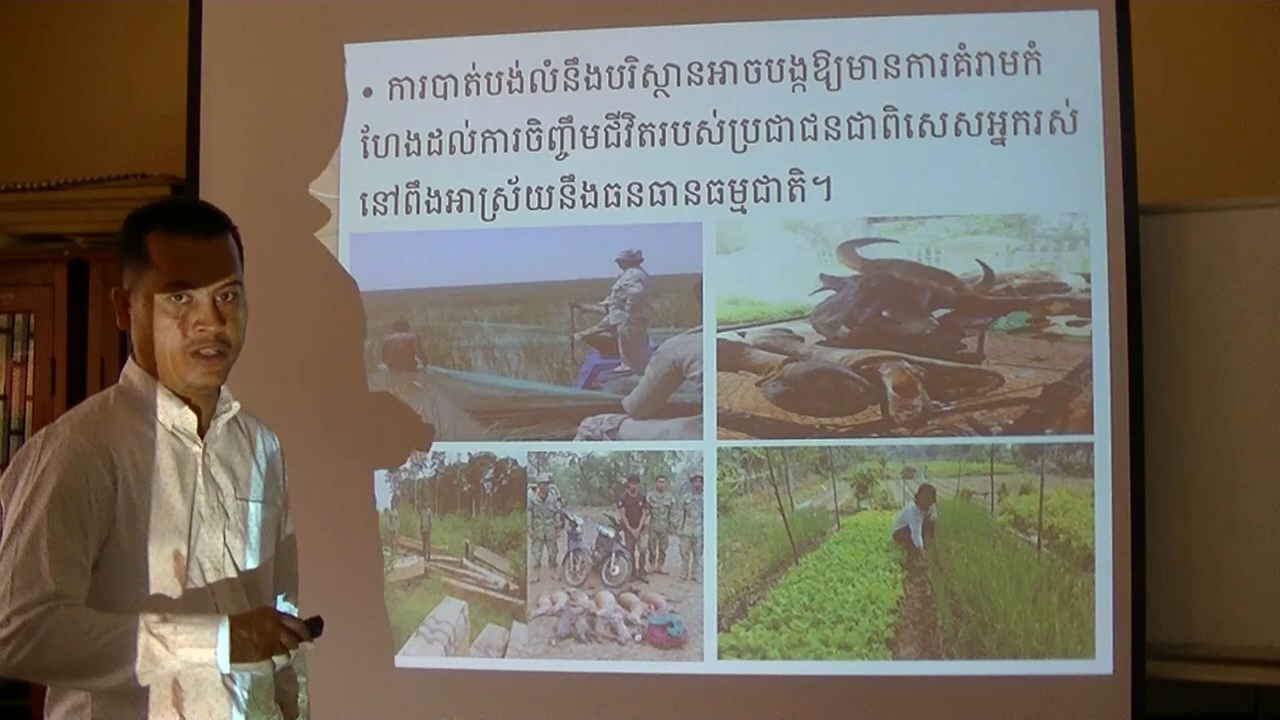 • ការបាត់បង់លំនឹងបរិស្ថានអាចបង្កឱ្យមានការគំរាមកំ
ហែងដល់ការចិញ្ចឹមជីវិតរបស់ប្រជាជនជាពិសេសអ្នករស់
នៅពឹងអាស្រ័យនឹងធនធានធម្មជាតិ។